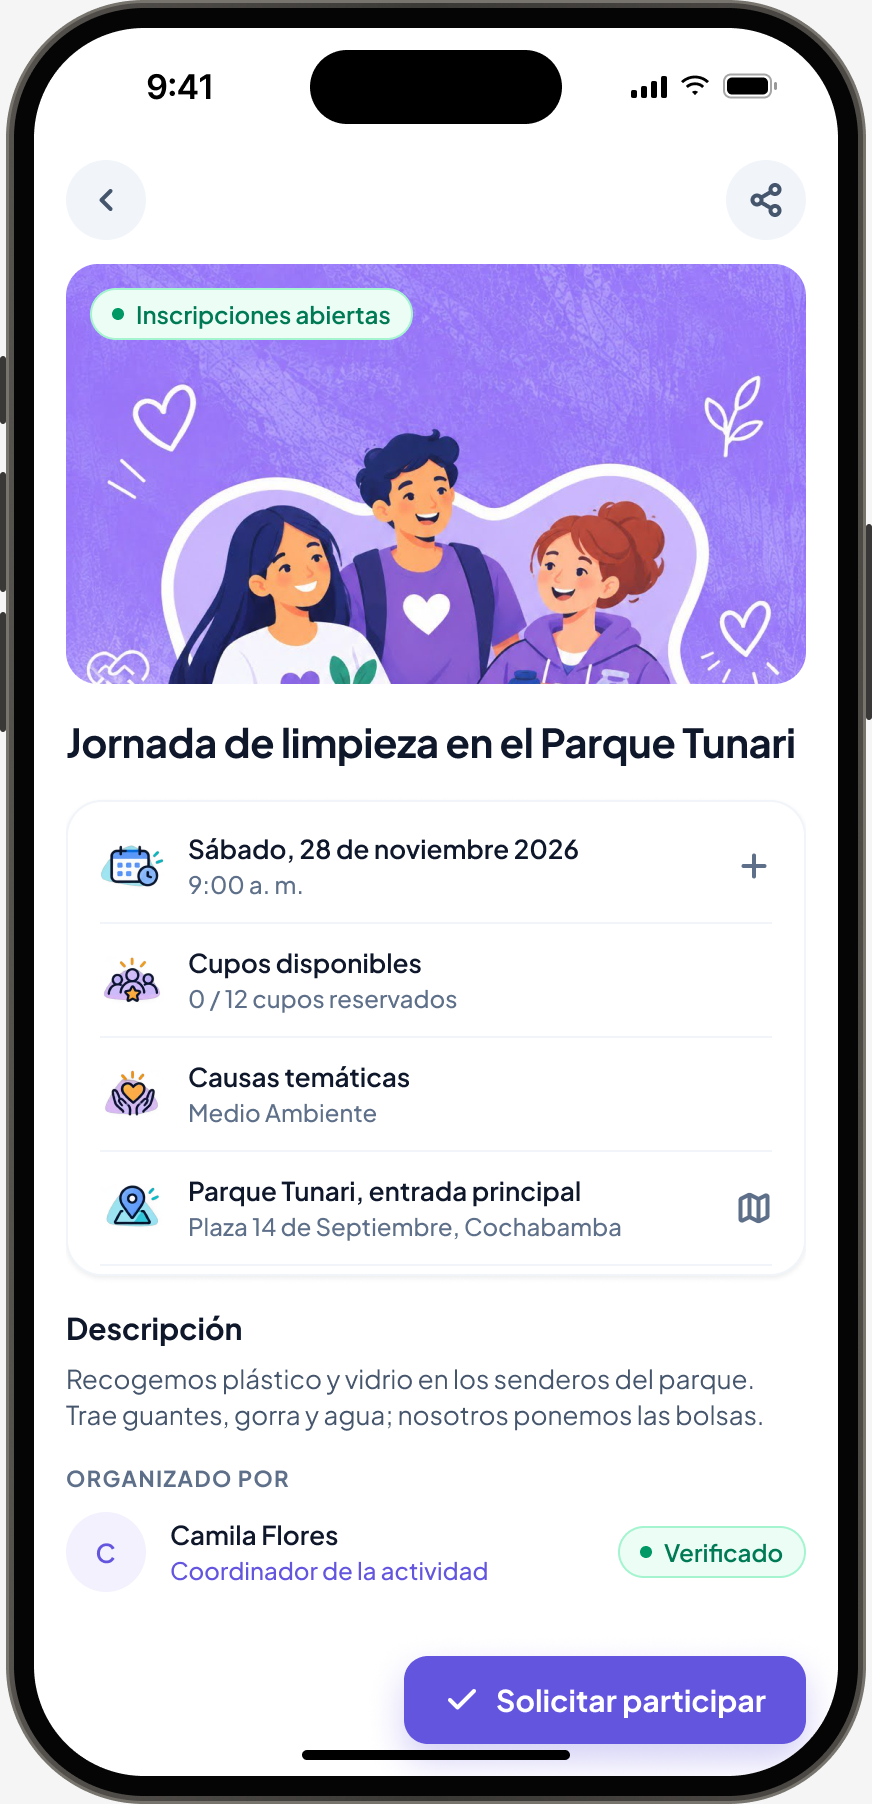 9:41
Inscripciones abiertas
Jornada de limpieza en el Parque Tunari
Sábado, 28 de noviembre 2026
9:00 a. m.
Cupos disponibles
0 / 12 cupos reservados
Causas temáticas
Medio Ambiente
Parque Tunari, entrada principal
Plaza 14 de Septiembre, Cochabamba
Descripción
Recogemos plástico y vidrio en los senderos del parque.
Trae guantes, gorra y agua; nosotros ponemos las bolsas.
ORGANIZADO POR
C
Camila Flores
Coordinador de la actividad
Verificado
Solicitar participar